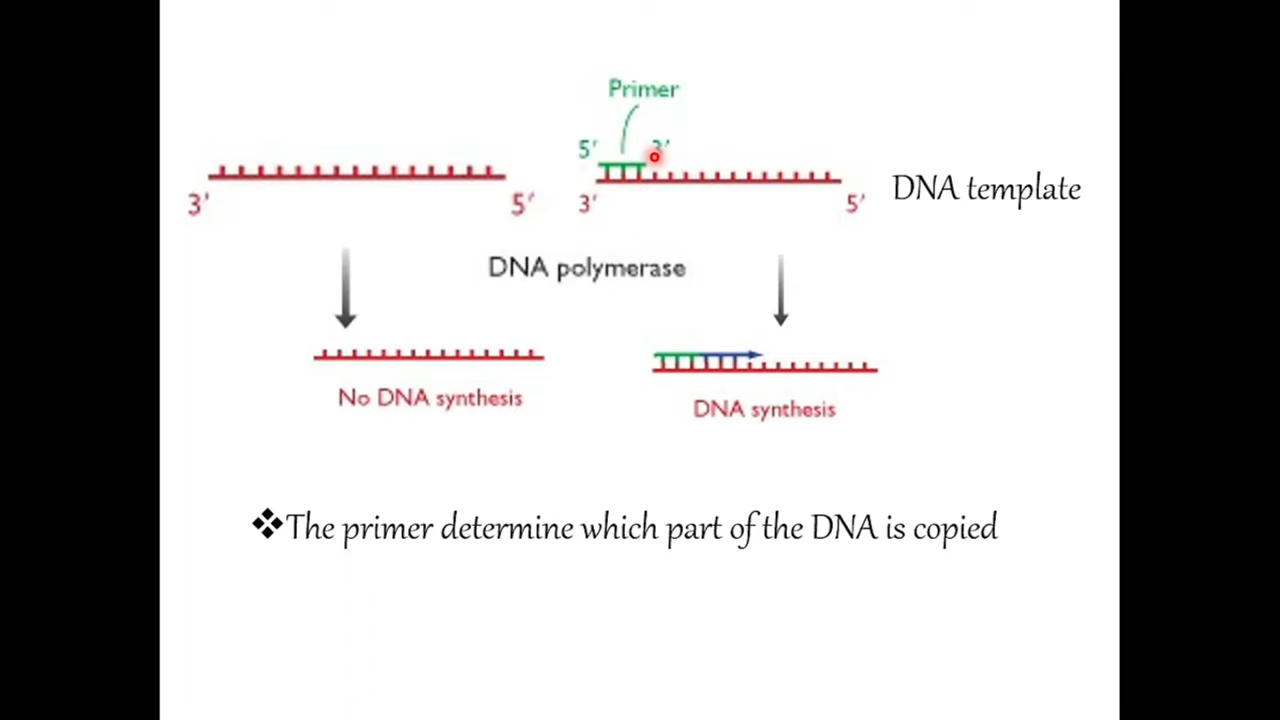 Primer
5′ 3′
3′ 5′ 3′ 5′ DNA template
DNA polymerase
No DNA synthesis
DNA synthesis
❖The primer determine which part of the DNA is copied